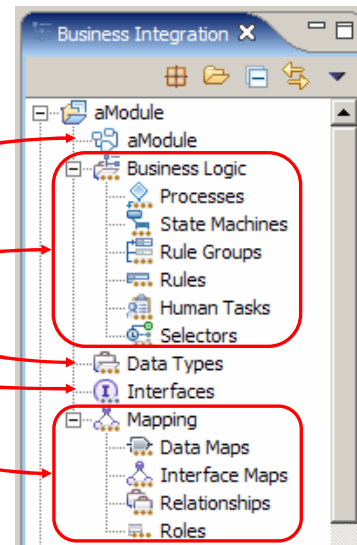 Business Integration
aModule
aModule
Business Logic
Processes
State Machines
Rule Groups
Rules
Human Tasks
Selectors
Data Types
Interfaces
Mapping
Data Maps
Interface Maps
Relationships
Roles